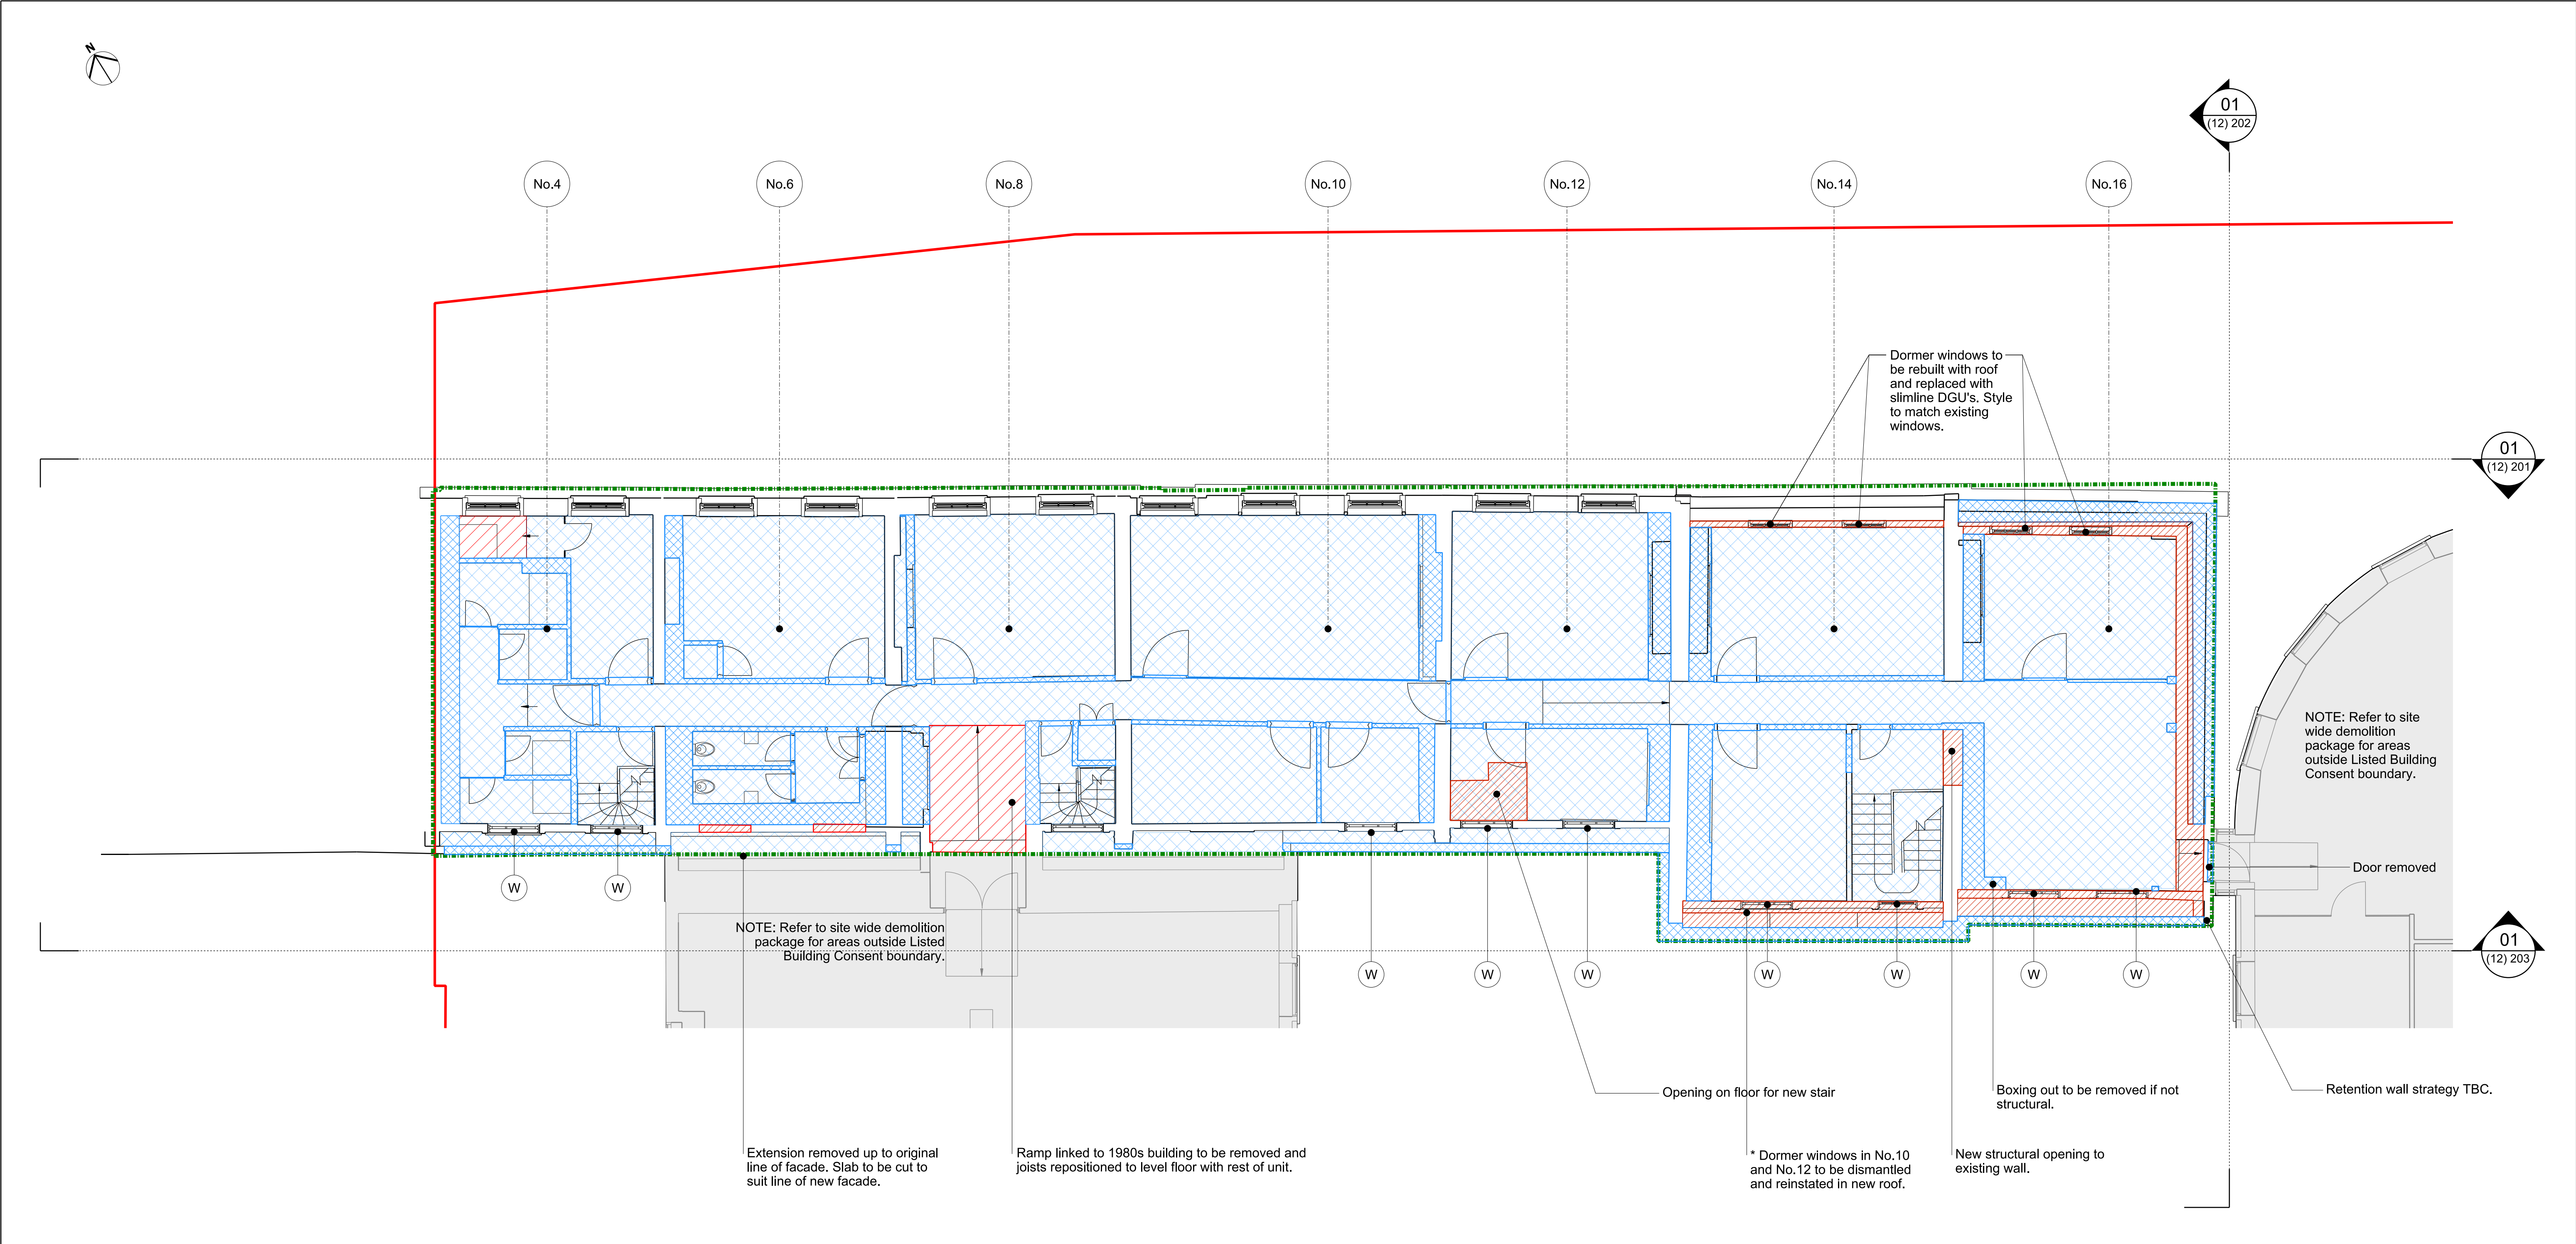 N
01
(12) 202
No.4
No.6
No.8
No.10
No.12
No.14
No.16
Dormer windows to
be rebuilt with roof
and replaced with
slimline DGU's. Style
to match existing
windows.
01
(12) 201
NOTE: Refer to site
wide demolition
package for areas
outside Listed Building
Consent boundary.
Door removed
W
W
NOTE: Refer to site wide demolition
package for areas outside Listed
Building Consent boundary.
01
(12) 203
W
W
W
W
W
W
W
Opening on floor for new stair
Boxing out to be removed if not
structural.
Retention wall strategy TBC.
Extension removed up to original
line of facade. Slab to be cut to
suit line of new facade.
Ramp linked to 1980s building to be removed and
joists repositioned to level floor with rest of unit.
* Dormer windows in No.10
and No.12 to be dismantled
and reinstated in new roof.
New structural opening to
existing wall.